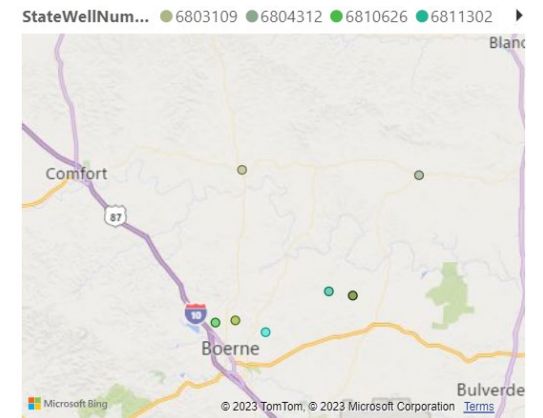 StateWellNum... 6803109 6804312 6810626 6811302
Blanc
Comfort
87
10
Boerne
Bulverde
Microsoft Bing
© 2023 TomTom, © 2023 Microsoft Corporation Terms